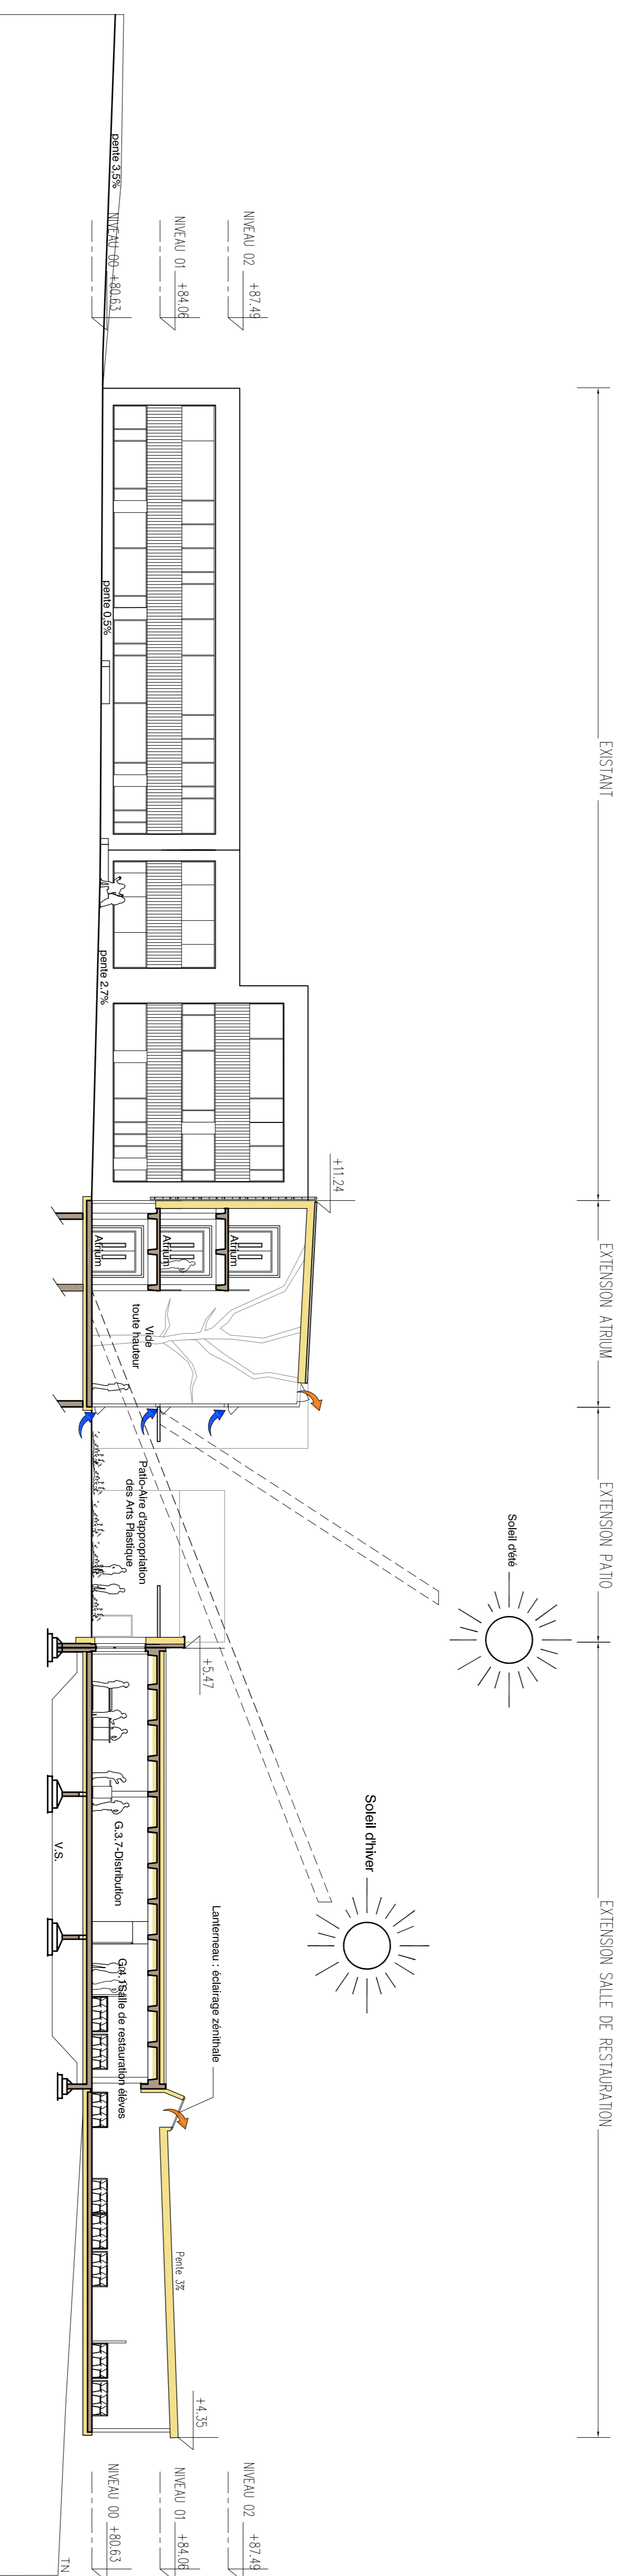 EXISTANT
EXTENSION ATRIUM
EXTENSION PATIO
EXTENSION SALLE DE RESTAURATION
Soleil d'été
Soleil d'hiver
+11.24
NIVEAU 02 +87.49
NIVEAU 01 +84.06
NIVEAU 00 +80.63
pente 3,5%
pente 0,5%
pente 2,7%
Atrium
Atrium
Atrium
Vide
toute hauteur
Patio-Aire d'appropriation
des Arts Plastique
+5.47
Lanterneau : éclairage zénithale
G.3.7-Distribution
G.4.1Salle de restauration élèves
V.S.
Pente 3%
+4.35
NIVEAU 02 +87.49
NIVEAU 01 +84.06
NIVEAU 00 +80.63
TN